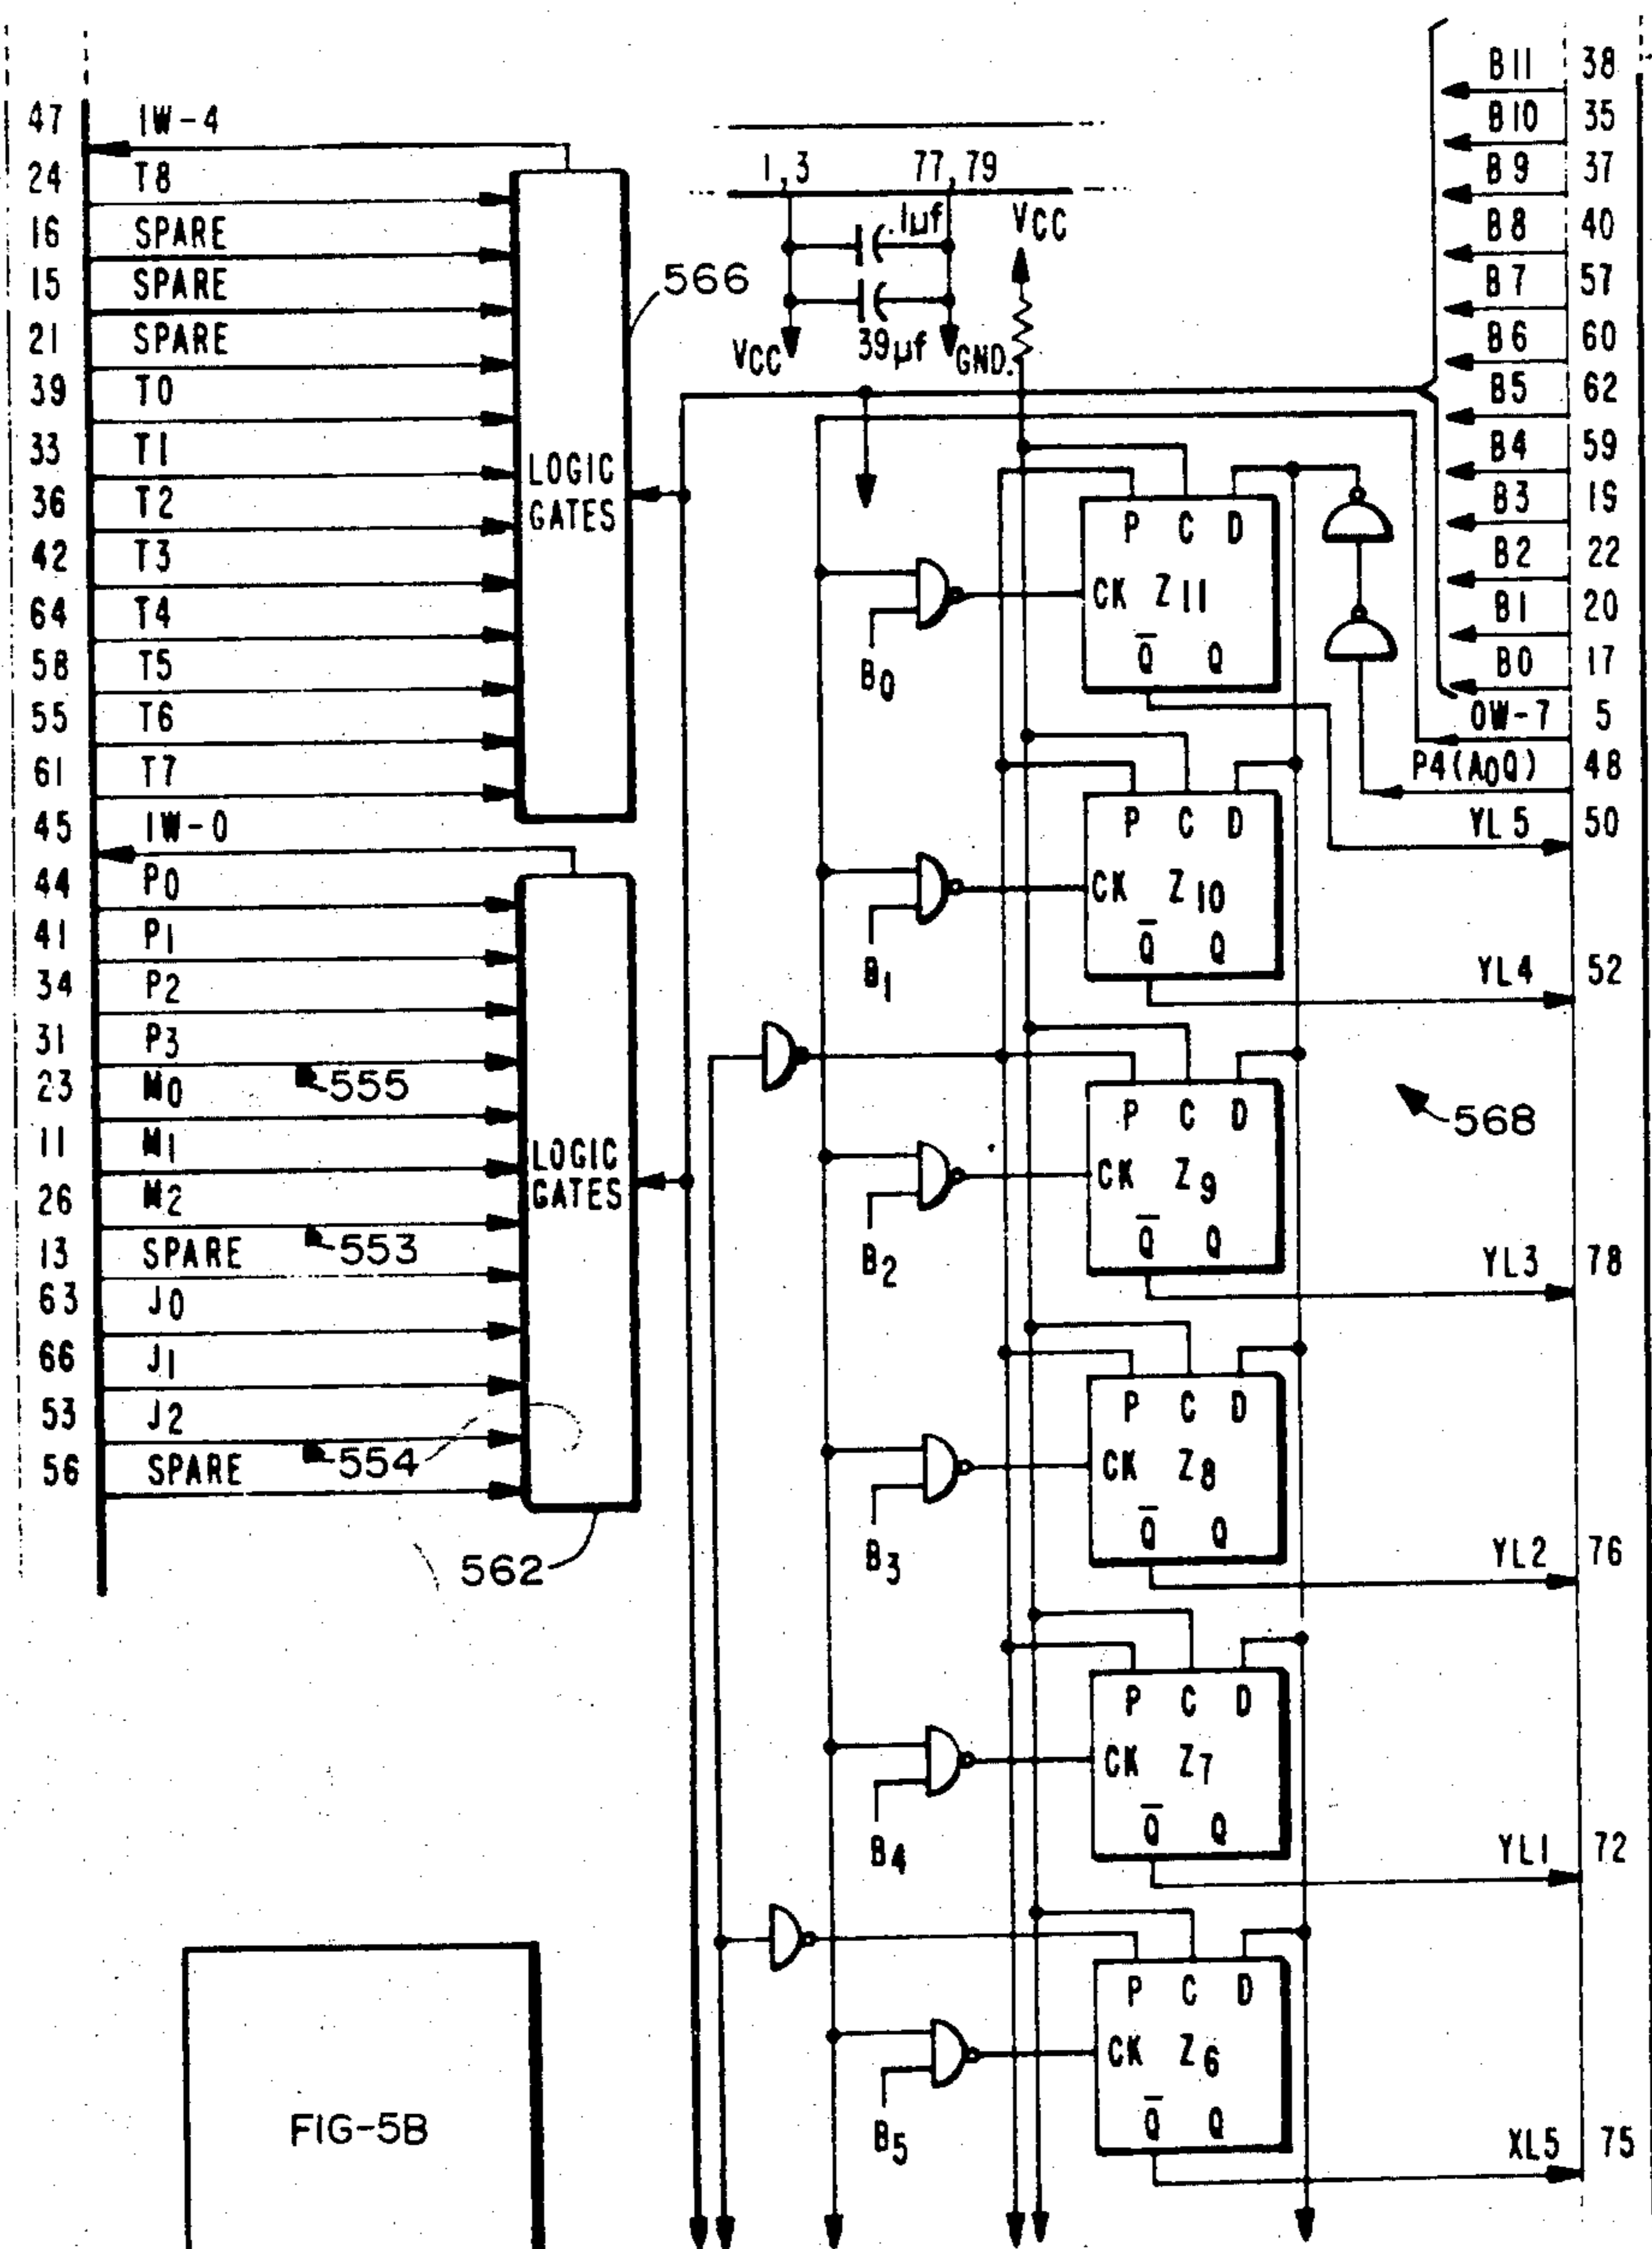 47 IW-4
24 T8
16 SPARE
15 SPARE
21 SPARE
39 T0
33 T1
36 T2
42 T3
64 T4
58 T5
55 T6
61 T7
45 IW-0
44 P0
41 P1
34 P2
31 P3
555
23 M0
11 M1
26 M2
553
13 SPARE
63 J0
66 J1
53 J2
554
56 SPARE
LOGIC
GATES
566
LOGIC
GATES
562
1,3 77,79
.1µf
39µf
VCC
GND.
VCC
P C D
CK Z11
Q̅ Q
B0
P C D
CK Z10
Q̅ Q
B1
P C D
CK Z9
Q̅ Q
B2
P C D
CK Z8
Q̅ Q
B3
P C D
CK Z7
Q̅ Q
B4
P C D
CK Z6
Q̅ Q
B5
568
B11 38
B10 35
B9 37
B8 40
B7 57
B6 60
B5 62
B4 59
B3 19
B2 22
B1 20
B0 17
OW-7 5
P4(A0Q) 48
YL5 50
YL4 52
YL3 78
YL2 76
YL1 72
XL5 75
FIG-5B